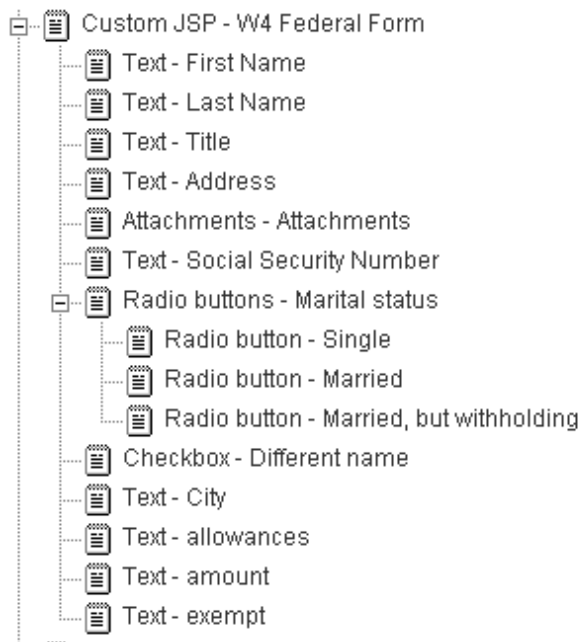 Custom JSP - W4 Federal Form
Text - First Name
Text - Last Name
Text - Title
Text - Address
Attachments - Attachments
Text - Social Security Number
Radio buttons - Marital status
Radio button - Single
Radio button - Married
Radio button - Married, but withholding
Checkbox - Different name
Text - City
Text - allowances
Text - amount
Text - exempt